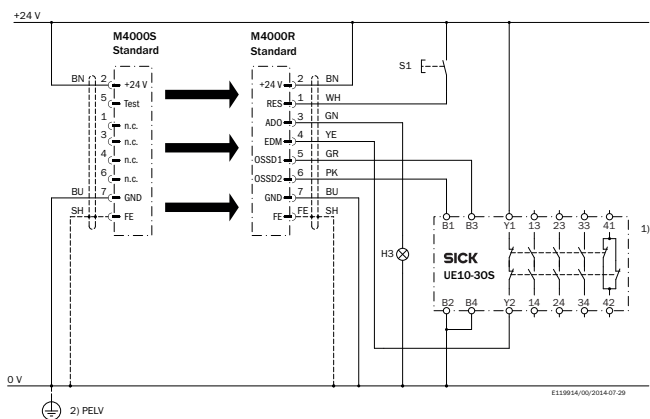 +24 V
M4000S
Standard
M4000R
Standard
BN 2 +24 V
5 Test
1 n.c.
3 n.c.
4 n.c.
6 n.c.
BU 7 GND
SH FE
+24 V 2 BN
RES 1 WH
ADO 3 GN
EDM 4 YE
OSSD1 5 GR
OSSD2 6 PK
GND 7 BU
FE FE SH
S1
H3
B1 B3 Y1 13 23 33 41
1)
SICK
UE10-30S
B2 B4 Y2 14 24 34 42
0 V
E119914/00/2014-07-29
2) PELV